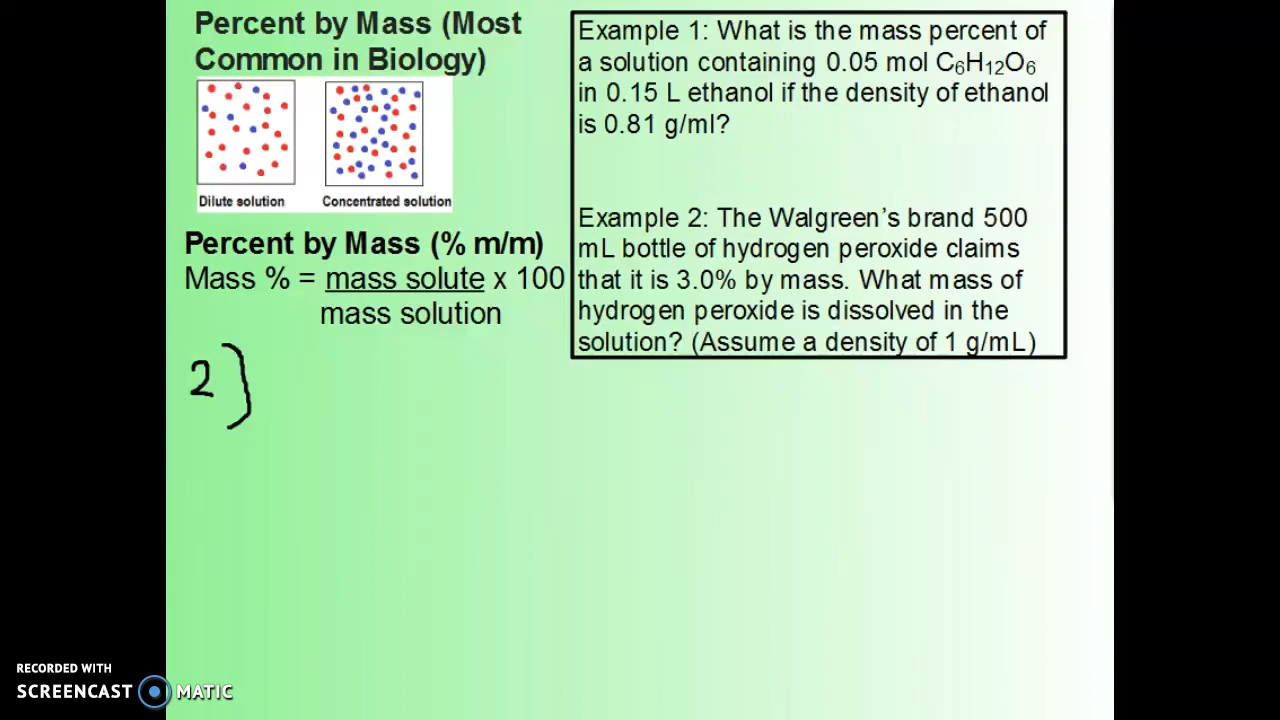 Percent by Mass (Most
Common in Biology)
Dilute solution
Concentrated solution
Percent by Mass (% m/m)
Mass % = mass solute x 100
mass solution
2)
Example 1: What is the mass percent of
a solution containing 0.05 mol C₆H₁₂O₆
in 0.15 L ethanol if the density of ethanol
is 0.81 g/ml?
Example 2: The Walgreen's brand 500
mL bottle of hydrogen peroxide claims
that it is 3.0% by mass. What mass of
hydrogen peroxide is dissolved in the
solution? (Assume a density of 1 g/mL)
RECORDED WITH
SCREENCAST MATIC